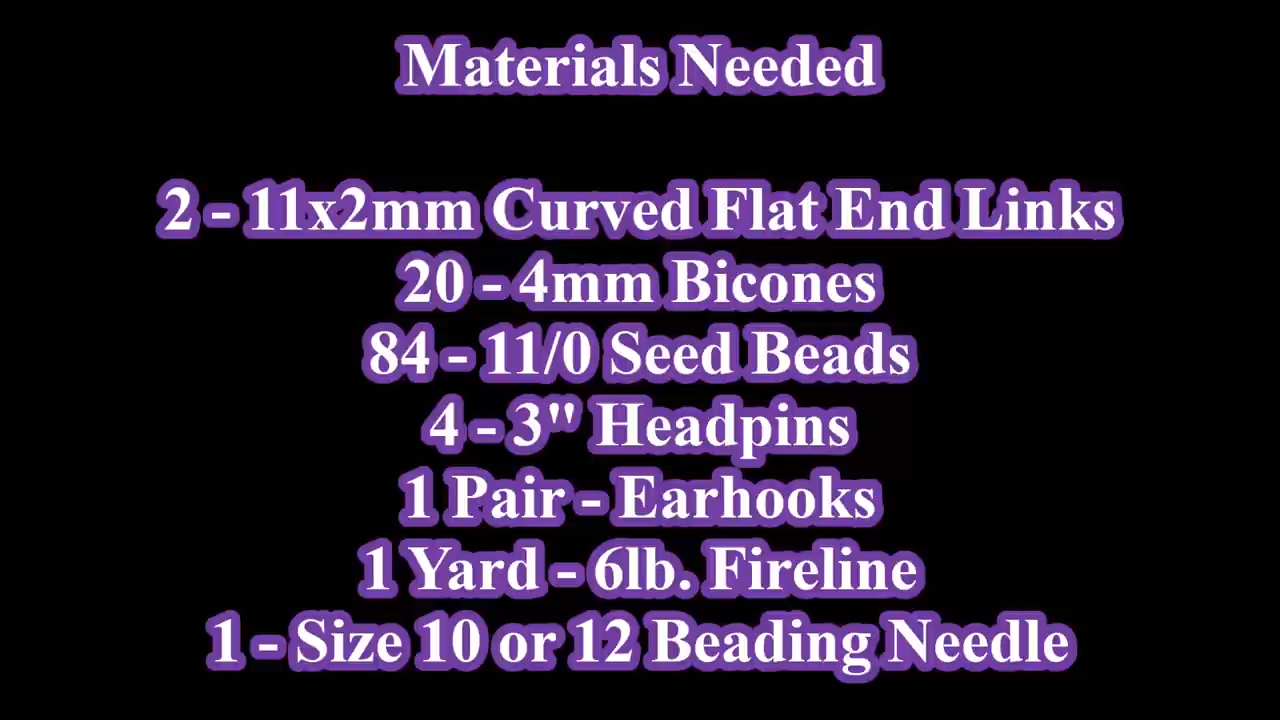 Materials Needed
2 - 11x2mm Curved Flat End Links
20 - 4mm Bicones
84 - 11/0 Seed Beads
4 - 3" Headpins
1 Pair - Earhooks
1 Yard - 6lb. Fireline
1 - Size 10 or 12 Beading Needle